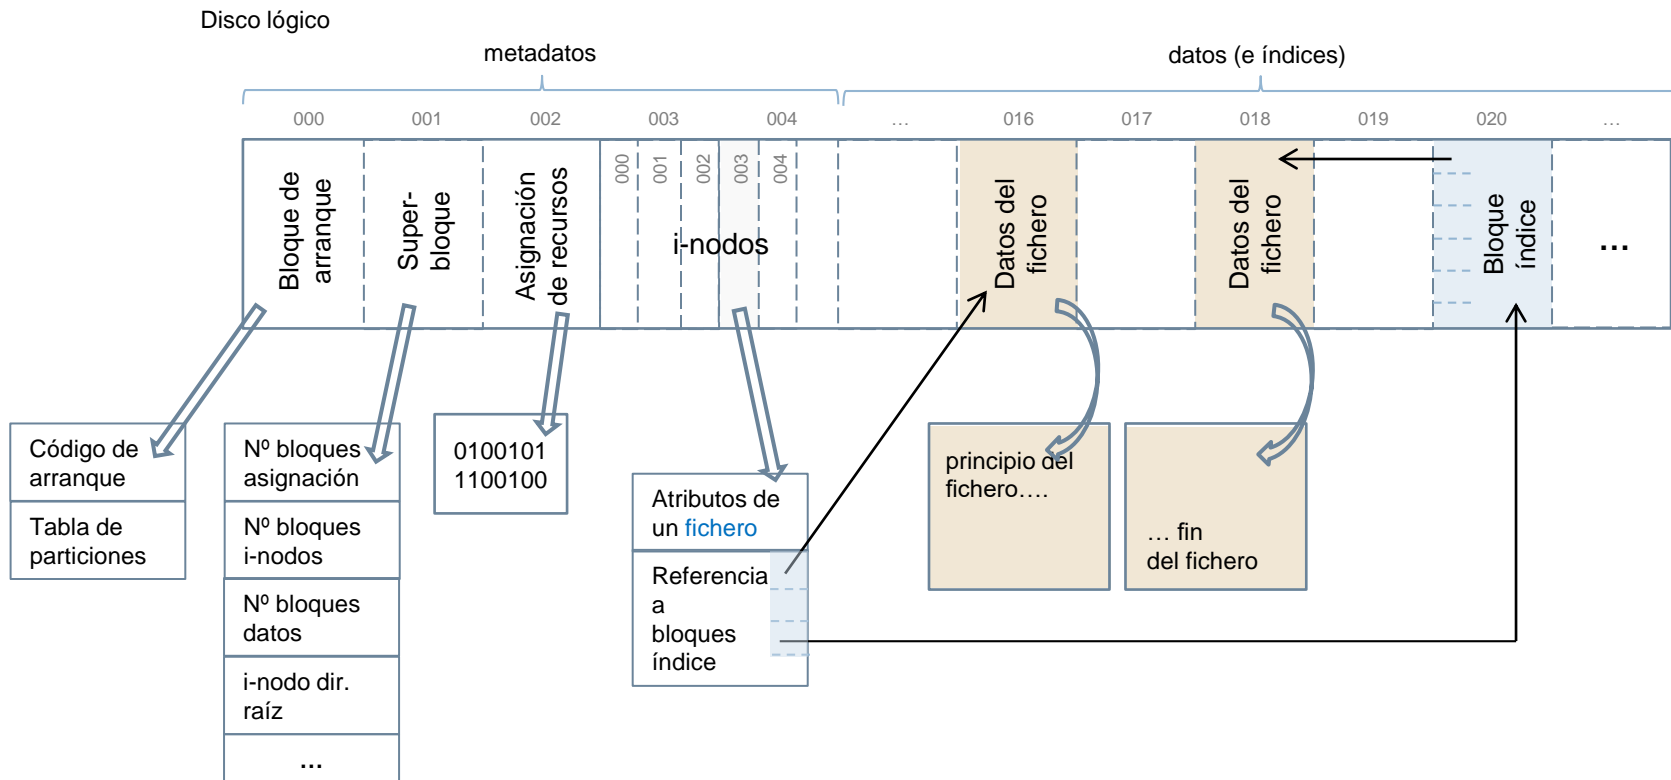 Disco lógico
metadatos
datos (e índices)
000
001
002
003
004
…
016
017
018
019
020
…
Bloque de
arranque
Super-
bloque
Asignación
de recursos
000
001
002
003
004
i-nodos
Datos del
fichero
Datos del
fichero
Bloque
índice
...
Código de
arranque
Tabla de
particiones
Nº bloques
asignación
Nº bloques
i-nodos
Nº bloques
datos
i-nodo dir.
raíz
...
0100101
1100100
Atributos de
un fichero
Referencia
a
bloques
índice
principio del
fichero….
… fin
del fichero